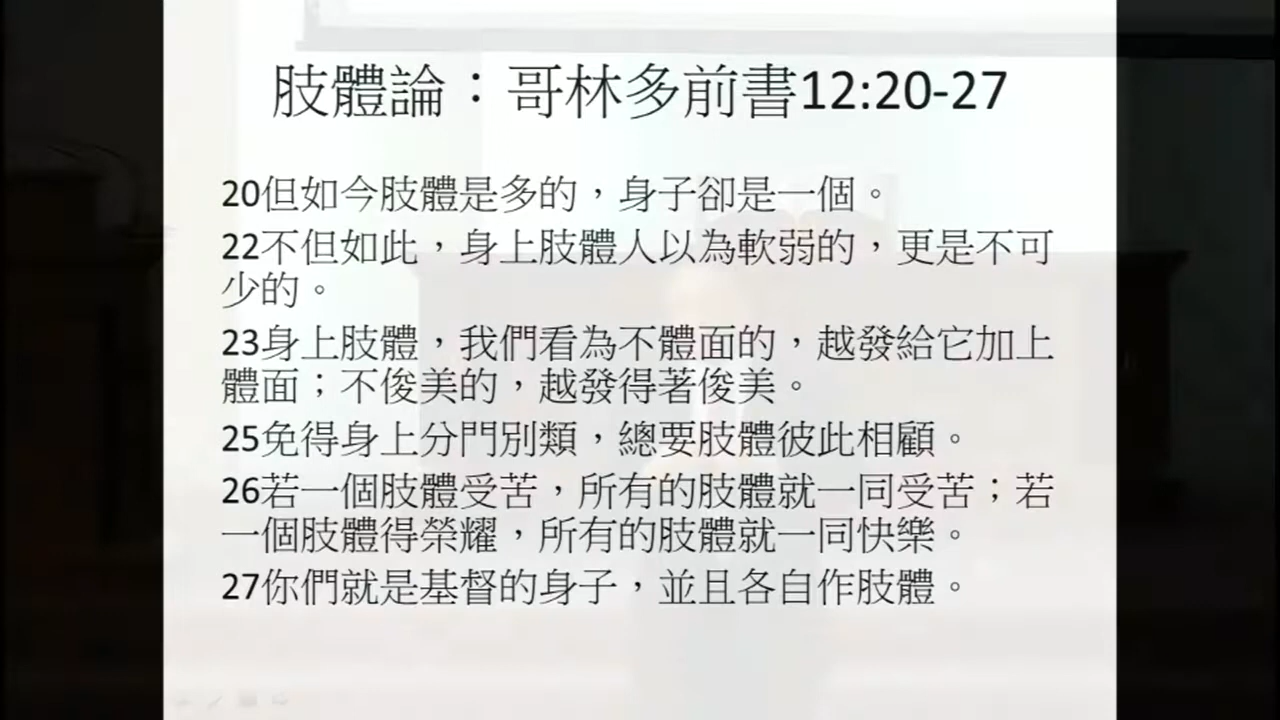 肢體論：哥林多前書12:20-27
20但如今肢體是多的，身子卻是一個。
22不但如此，身上肢體人以為軟弱的，更是不可
少的。
23身上肢體，我們看為不體面的，越發給它加上
體面；不俊美的，越發得著俊美。
25免得身上分門別類，總要肢體彼此相顧。
26若一個肢體受苦，所有的肢體就一同受苦；若
一個肢體得榮耀，所有的肢體就一同快樂。
27你們就是基督的身子，並且各自作肢體。